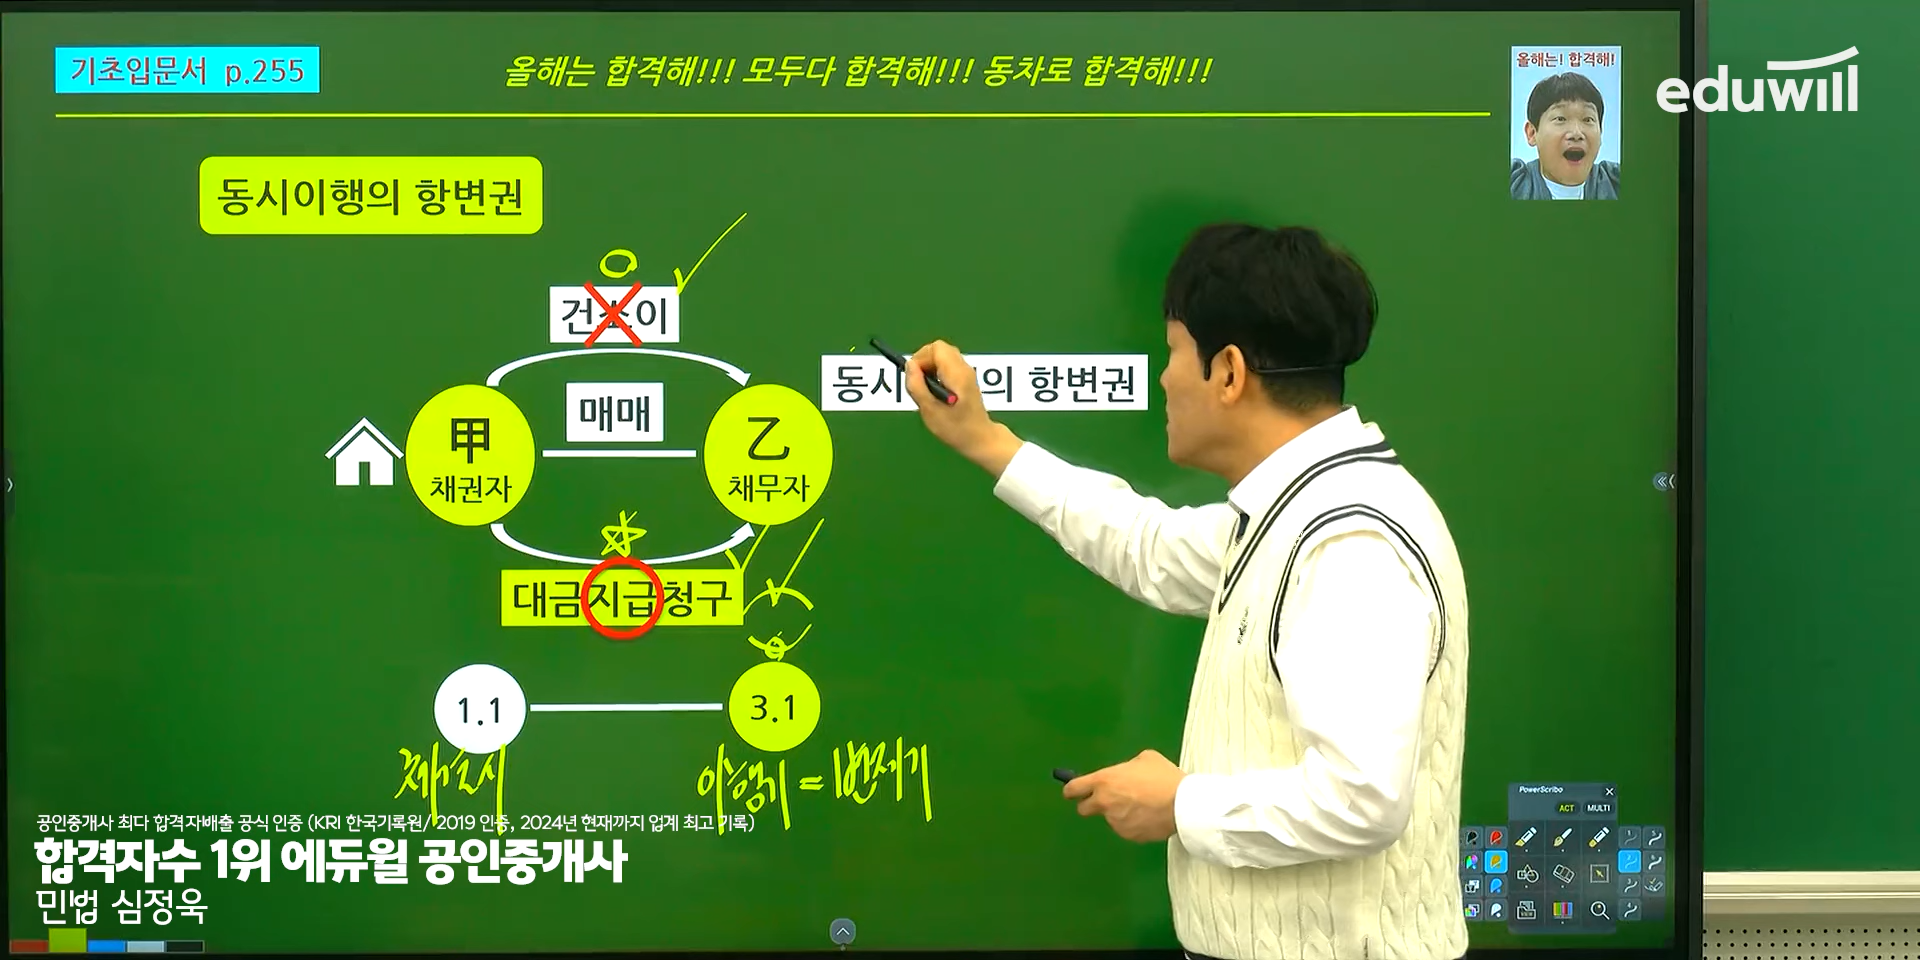 기초입문서 p.255
올해는 합격해!!! 모두다 합격해!!! 동차로 합격해!!!
올해는! 합격해!
eduwill
동시이행의 항변권
건소이
매매
甲
채권자
乙
채무자
동시 의 항변권
대금지급청구
1.1
3.1
이행기 = 변제기
공인중개사 최다 합격자배출 공식 인증 (KRI 한국기록원/ 2019 인증, 2024년 현재까지 업계 최고 기록)
합격자수 1위 에듀윌 공인중개사
민법 심정욱
PowerScribo
ACT MULTI